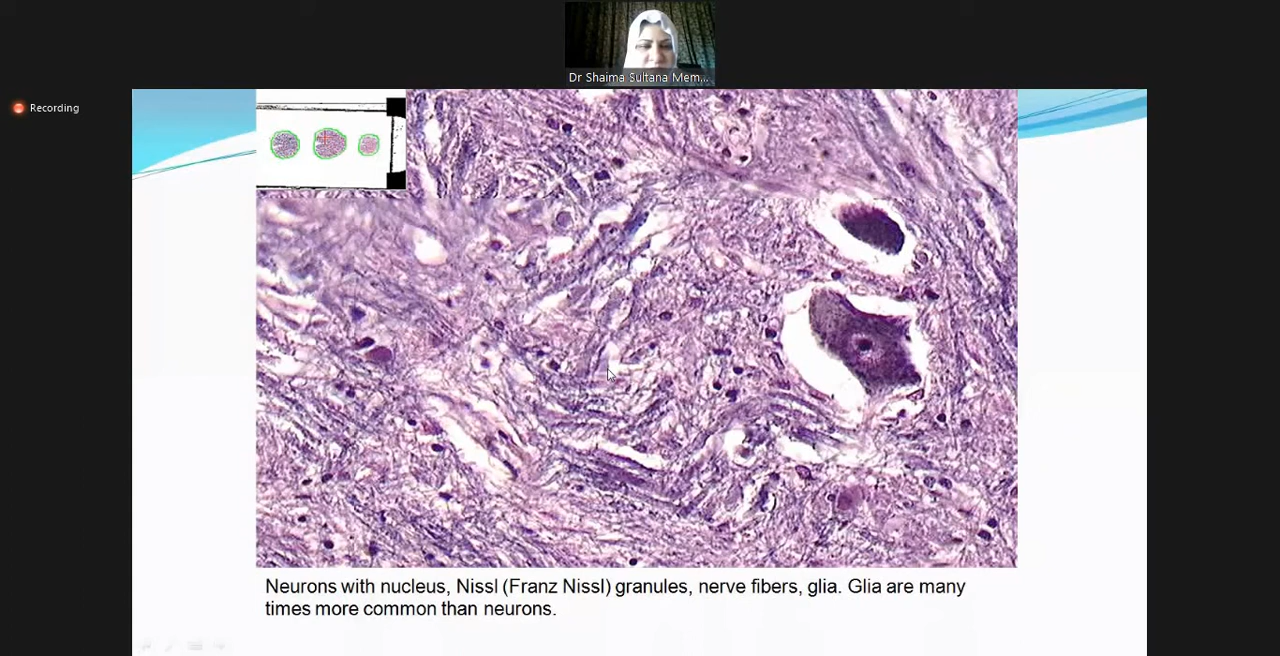 Dr Shaima Sultana Mem...
Recording
Neurons with nucleus, Nissl (Franz Nissl) granules, nerve fibers, glia. Glia are many
times more common than neurons.